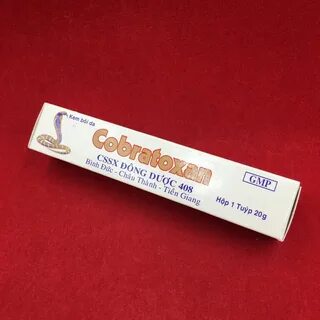 Kem bôi da
Cobratoxan
CSSX ĐÔNG DƯỢC 408
Bình Đức - Châu Thành - Tiền Giang
GMP
Hộp 1 Tuýp 20g